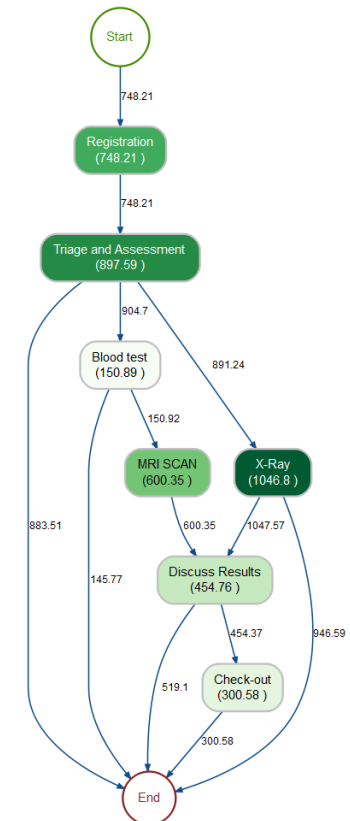 Start
748.21
Registration
(748.21 )
748.21
Triage and Assessment
(897.59 )
904.7
891.24
Blood test
(150.89 )
150.92
MRI SCAN
(600.35 )
X-Ray
(1046.8 )
883.51
600.35
1047.57
145.77
Discuss Results
(454.76 )
454.37
946.59
519.1
Check-out
(300.58 )
300.58
End